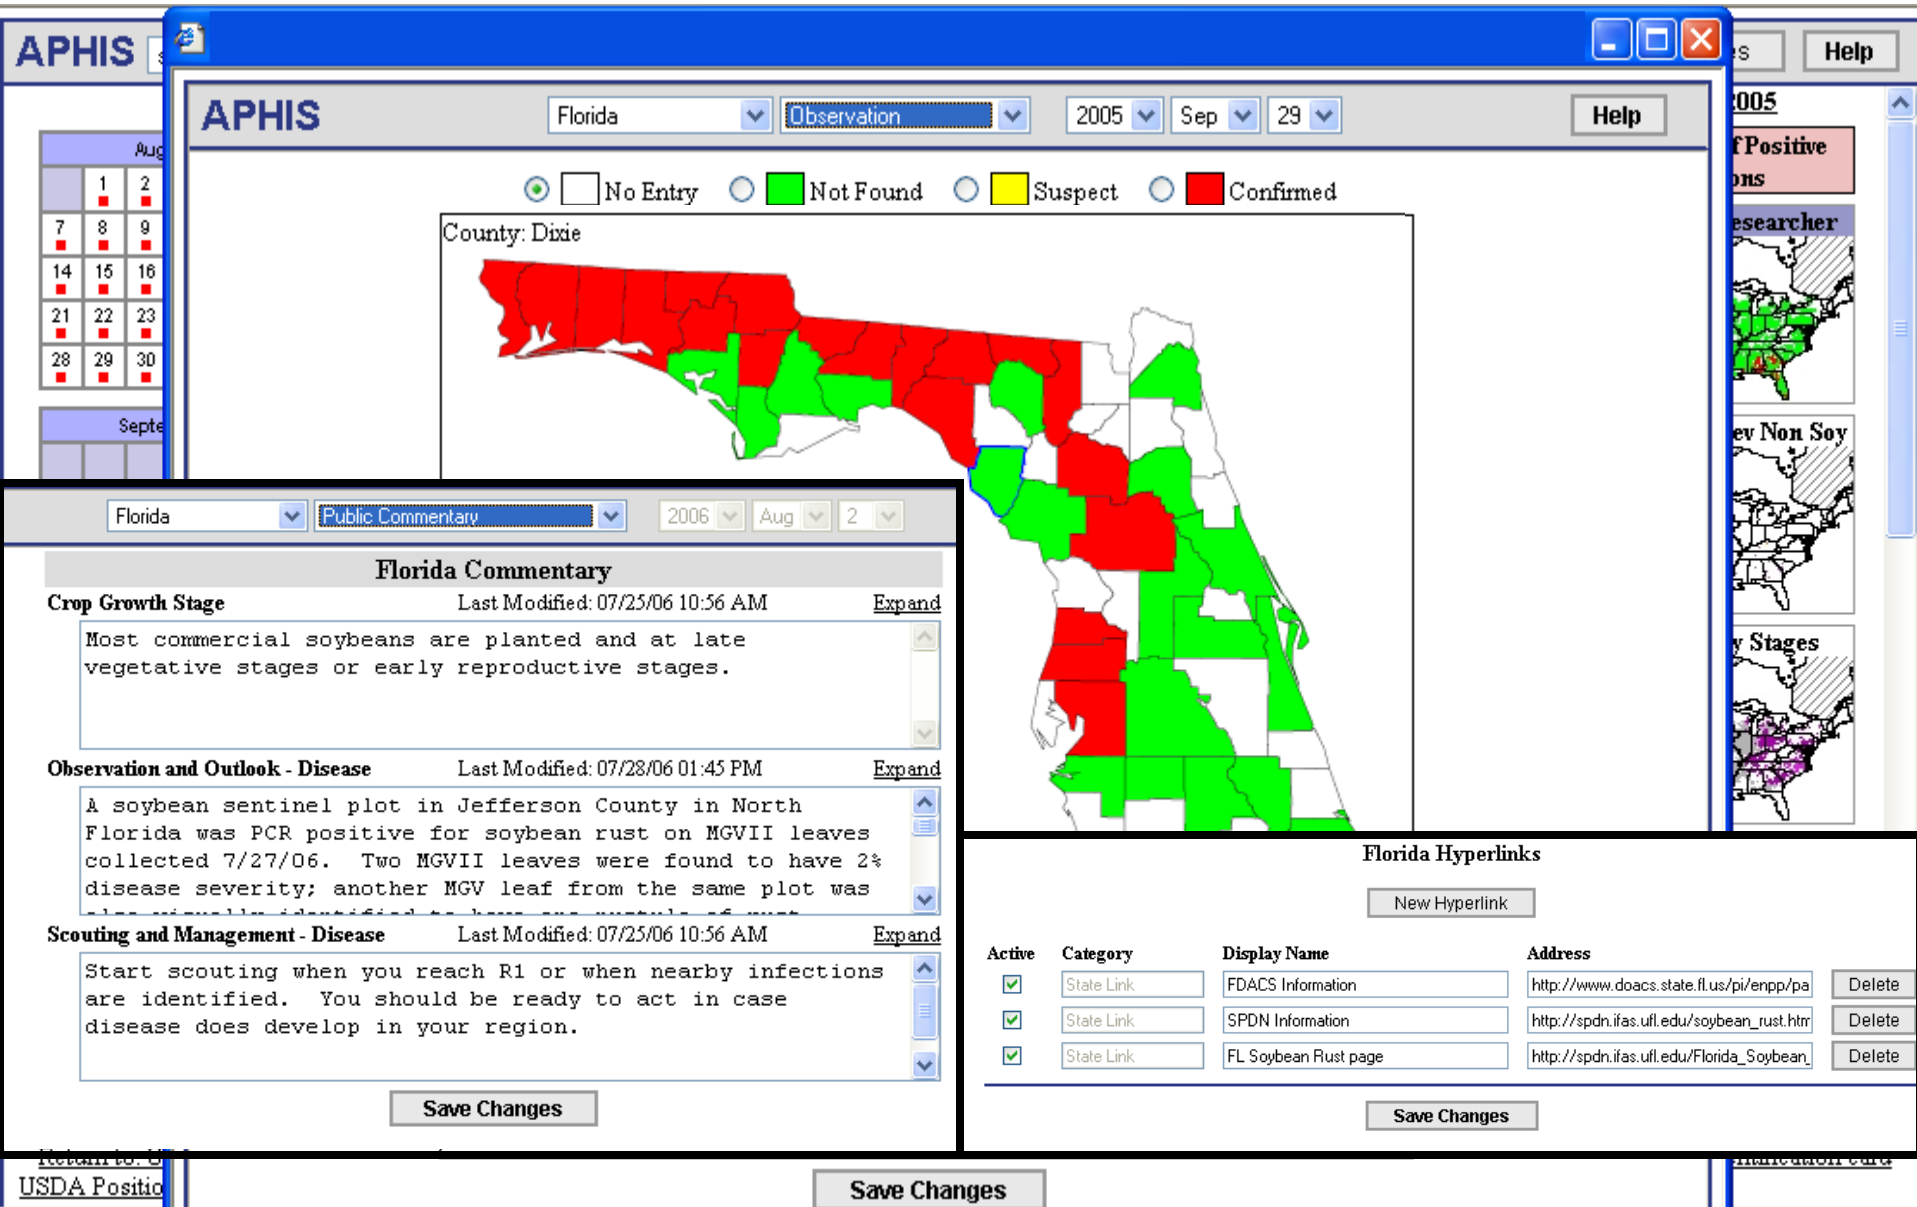 APHIS
Help
2005
APHIS
Florida
Observation
2005
Sep
29
Help
No Entry
Not Found
Suspect
Confirmed
County: Dixie
Aug
1 2
7 8 9
14 15 16
21 22 23
28 29 30
Septe
f Positive
ons
esearcher
ev Non Soy
y Stages
Florida
Public Commentary
2006
Aug
2
Florida Commentary
Crop Growth Stage Last Modified: 07/25/06 10:56 AM Expand
Most commercial soybeans are planted and at late
vegetative stages or early reproductive stages.
Observation and Outlook - Disease Last Modified: 07/28/06 01:45 PM Expand
A soybean sentinel plot in Jefferson County in North
Florida was PCR positive for soybean rust on MGVII leaves
collected 7/27/06. Two MGVII leaves were found to have 2%
disease severity; another MGV leaf from the same plot was
Scouting and Management - Disease Last Modified: 07/25/06 10:56 AM Expand
Start scouting when you reach R1 or when nearby infections
are identified. You should be ready to act in case
disease does develop in your region.
Save Changes
Florida Hyperlinks
New Hyperlink
Active Category Display Name Address
State Link FDACS Information http://www.doacs.state.fl.us/pi/enpp/pa Delete
State Link SPDN Information http://spdn.ifas.ufl.edu/soybean_rust.htm Delete
State Link FL Soybean Rust page http://spdn.ifas.ufl.edu/Florida_Soybean_ Delete
Save Changes
USDA Positio
Save Changes